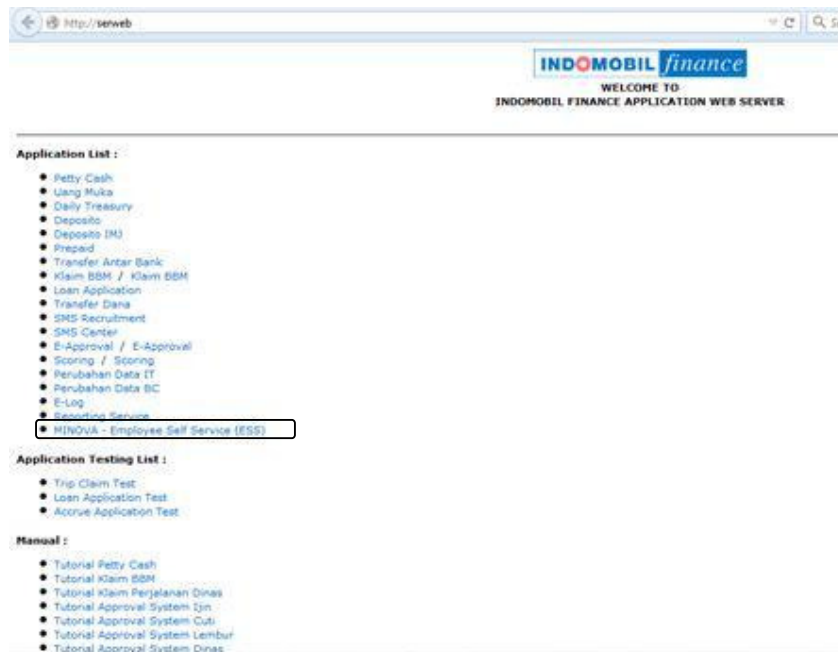 http://serweb
INDOMOBIL finance
WELCOME TO
INDOMOBIL FINANCE APPLICATION WEB SERVER
Application List :
Petty Cash
Uang Muka
Daily Treasury
Deposito
Deposito IMJ
Prepaid
Transfer Antar Bank
Klaim BBM / Klaim BBM
Loan Application
Transfer Dana
SMS Recruitment
SMS Center
E-Approval / E-Approval
Scoring / Scoring
Perubahan Data IT
Perubahan Data BC
E-Log
Reporting Service
MINOVA - Employee Self Service (ESS)
Application Testing List :
Trip Claim Test
Loan Application Test
Accrue Application Test
Manual :
Tutorial Petty Cash
Tutorial Klaim BBM
Tutorial Klaim Perjalanan Dinas
Tutorial Approval System Ijin
Tutorial Approval System Cuti
Tutorial Approval System Lembur
Tutorial Approval System Dinas